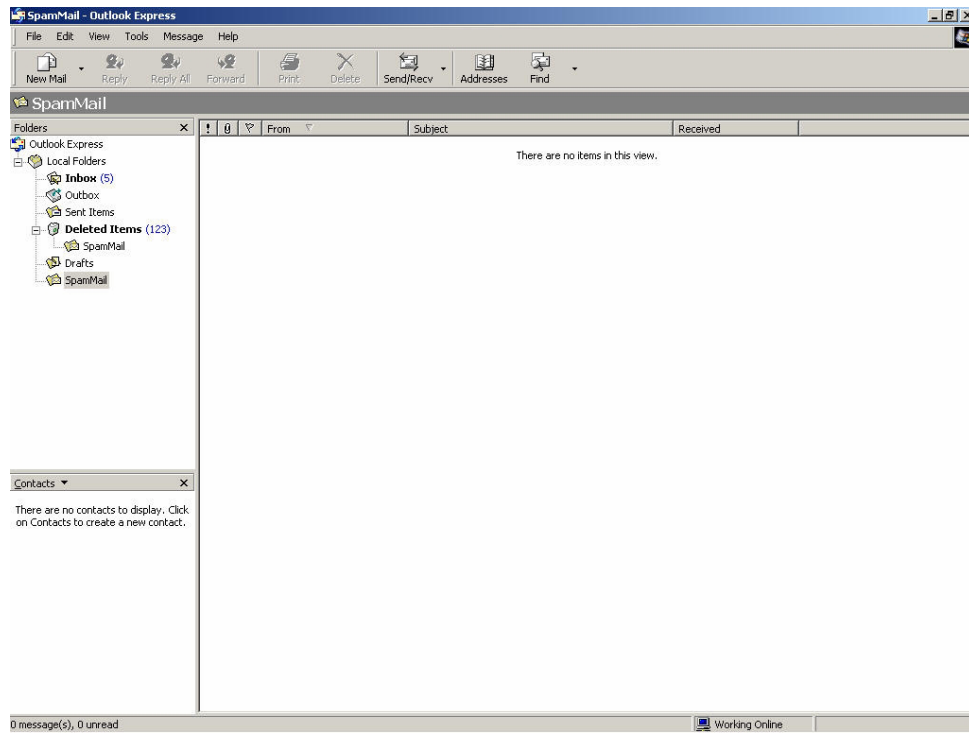 SpamMail - Outlook Express
File Edit View Tools Message Help
New Mail Reply Reply All Forward Print Delete Send/Recv Addresses Find
SpamMail
Folders
! From Subject Received
Outlook Express
There are no items in this view.
Local Folders
Inbox (5)
Outbox
Sent Items
Deleted Items (123)
SpamMail
Drafts
SpamMail
Contacts
There are no contacts to display. Click
on Contacts to create a new contact.
0 message(s), 0 unread
Working Online